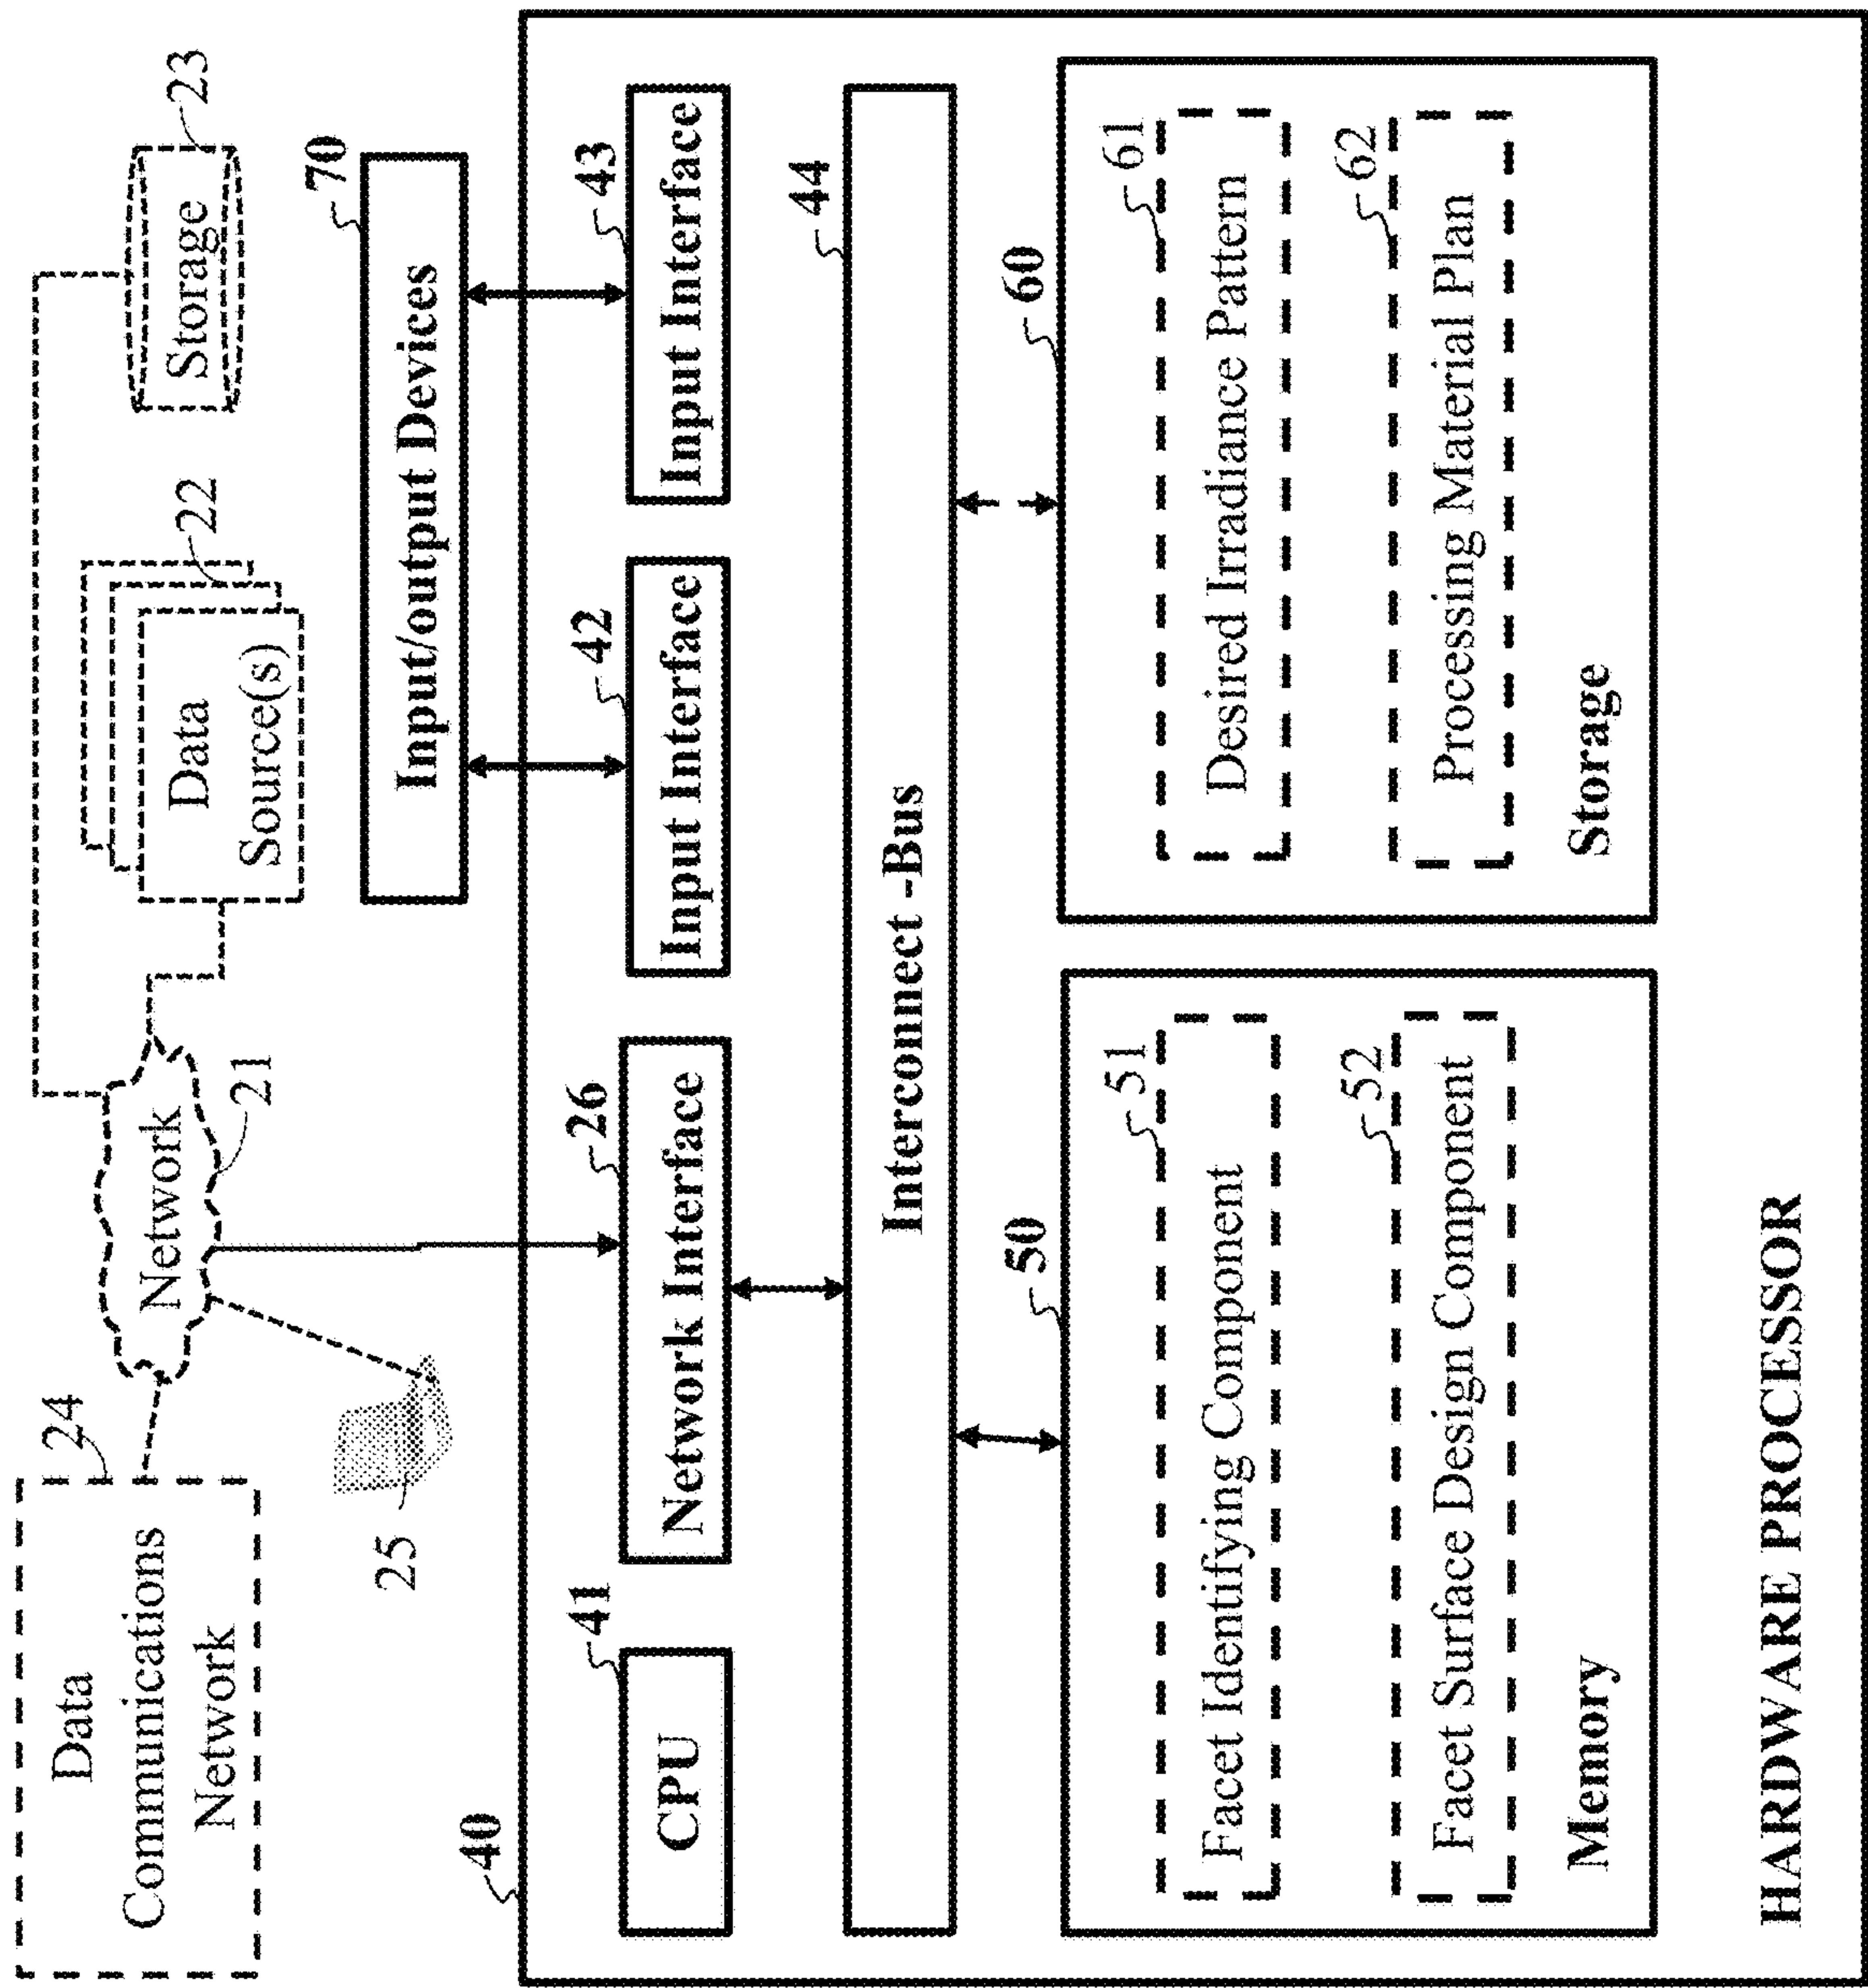 24
Data
Communications
Network
Network
21
Data
Source(s)
22
Storage
23
25
70
Input/output Devices
40
41
CPU
26
Network Interface
42
Input Interface
43
Input Interface
44
Interconnect -Bus
50
51
Facet Identifying Component
52
Facet Surface Design Component
Memory
60
61
Desired Irradiance Pattern
62
Processing Material Plan
Storage
HARDWARE PROCESSOR